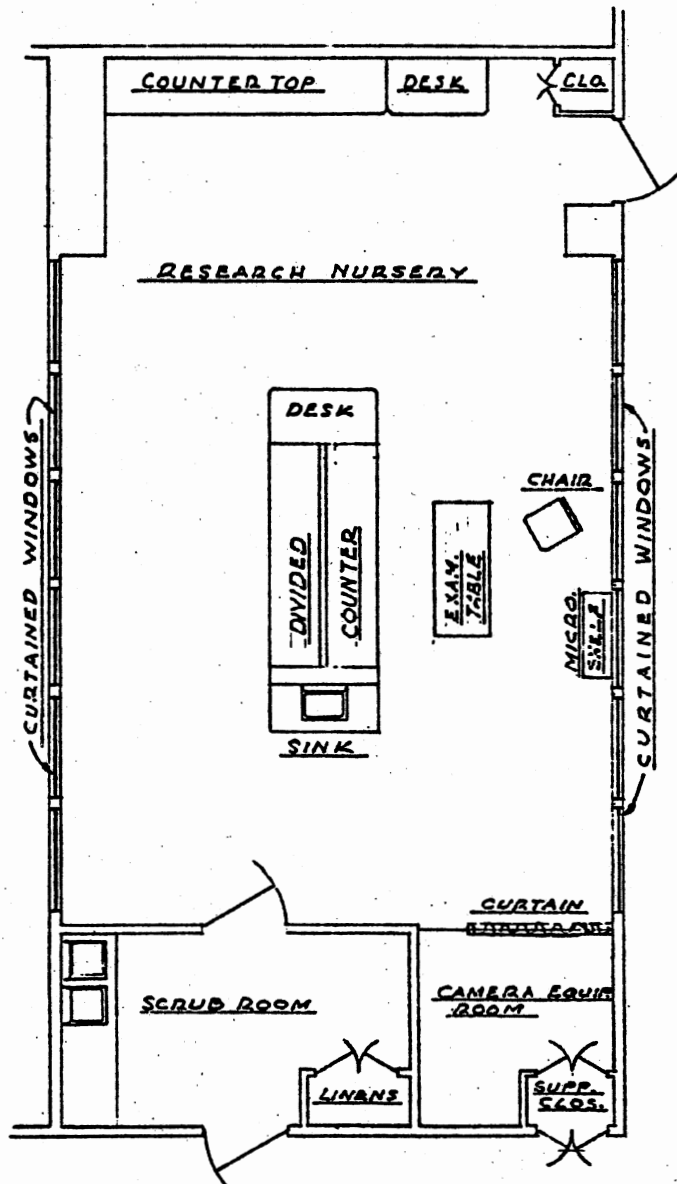 COUNTER TOP
DESK
CLO
RESEARCH NURSERY
DESK
CURTAINED WINDOWS
DIVIDED
COUNTER
EXAM.
TABLE
CHAIR
MICRO.
SHELF
CURTAINED WINDOWS
SINK
CURTAIN
SCRUB ROOM
CAMERA EQUIP
ROOM
LINENS
SUPP.
CLOS.